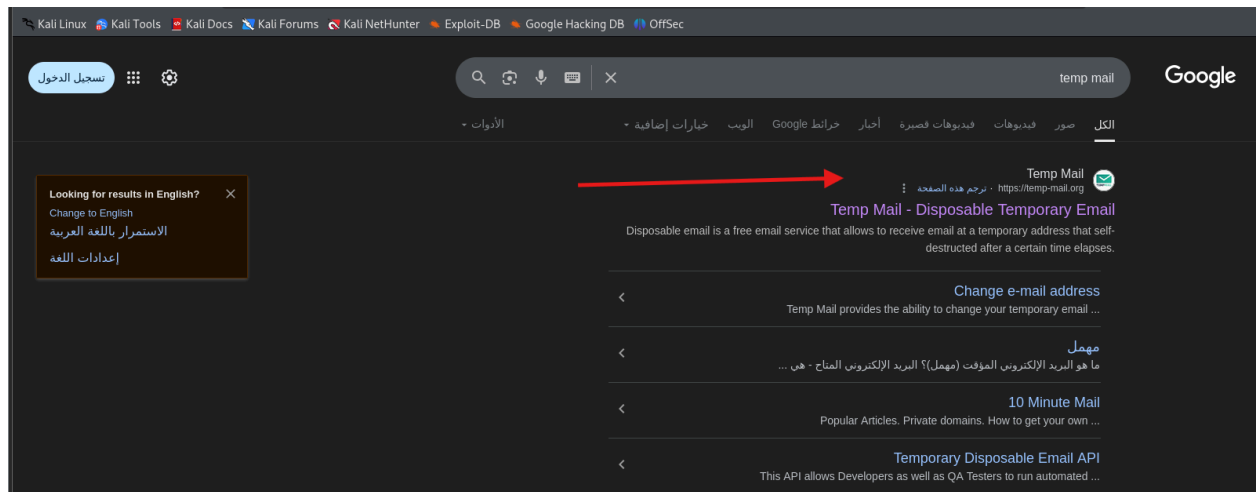 Kali Linux Kali Tools Kali Docs Kali Forums Kali NetHunter Exploit-DB Google Hacking DB OffSec
Google
temp mail
تسجيل الدخول
الكل صور فيديوهات فيديوهات قصيرة أخبار خرائط Google الويب خيارات إضافية الأدوات
Temp Mail
https://temp-mail.org · ترجم هذه الصفحة
Temp Mail - Disposable Temporary Email
Disposable email is a free email service that allows to receive email at a temporary address that self-
destructed after a certain time elapses.
Change e-mail address
Temp Mail provides the ability to change your temporary email ...
مهمل
ما هو البريد الإلكتروني المؤقت (مهمل)؟ البريد الإلكتروني المتاح - هي ...
10 Minute Mail
Popular Articles. Private domains. How to get your own ...
Temporary Disposable Email API
This API allows Developers as well as QA Testers to run automated ...
Looking for results in English?
Change to English
الاستمرار باللغة العربية
إعدادات اللغة